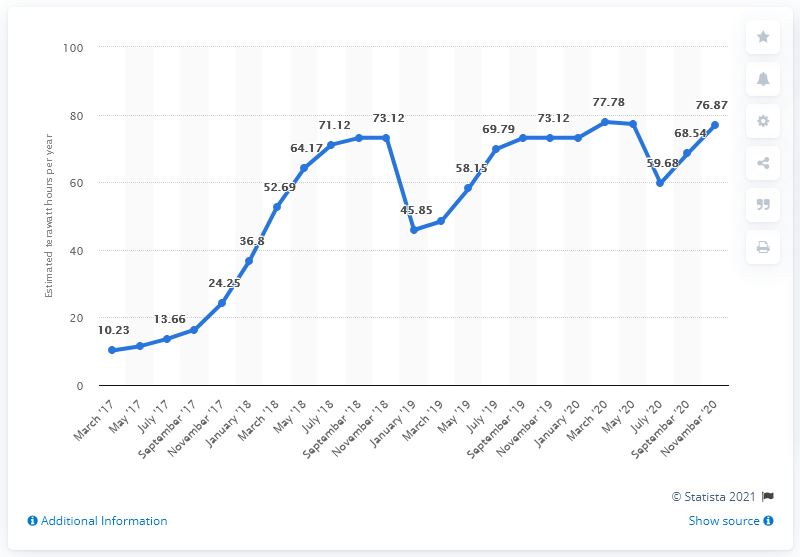 100
80
60
40
20
0
Estimated terawatt hours per year
10.23
13.66
24.25
36.8
52.69
64.17
71.12
73.12
45.85
58.15
69.79
73.12
77.78
59.68
68.54
76.87
March '17
May '17
July '17
September '17
November '17
January '18
March '18
May '18
July '18
September '18
November '18
January '19
March '19
May '19
July '19
September '19
November '19
January '20
March '20
May '20
July '20
September '20
November '20
© Statista 2021
Additional Information
Show source